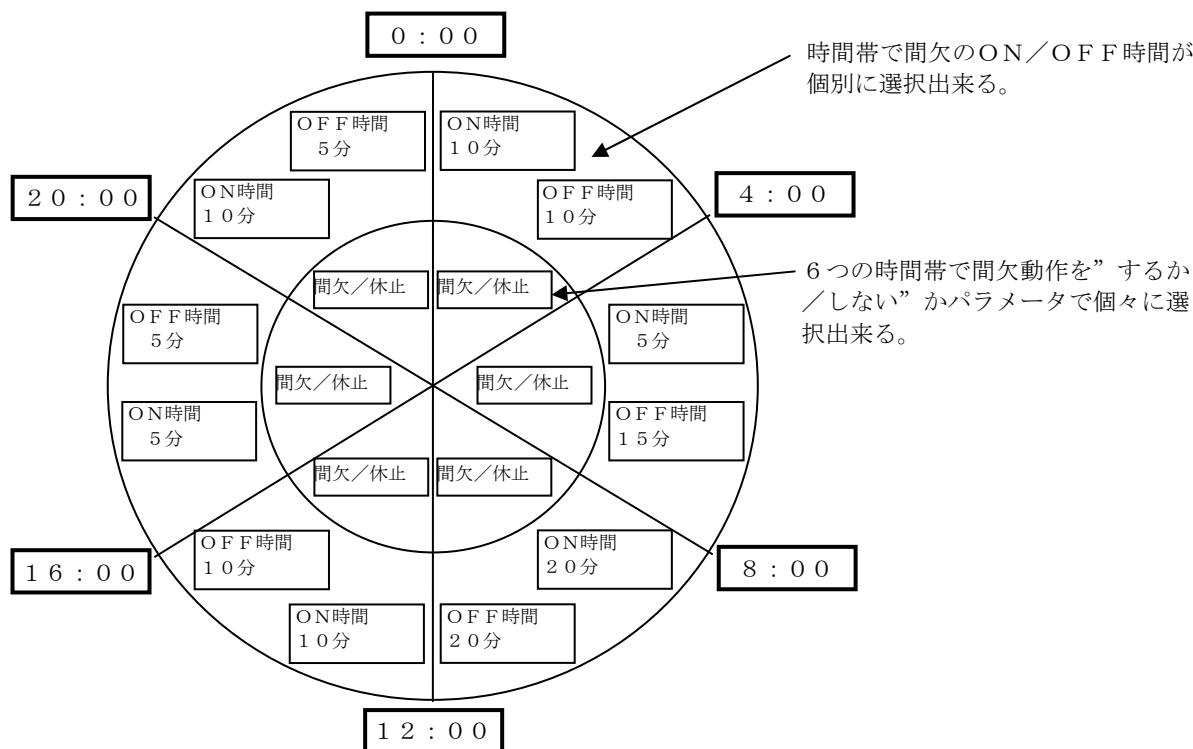 ０：００
時間帯で間欠のＯＮ／ＯＦＦ時間が
個別に選択出来る。
ＯＦＦ時間
５分
ＯＮ時間
１０分
２０：００
ＯＮ時間
１０分
ＯＦＦ時間
１０分
４：００
間欠／休止
間欠／休止
６つの時間帯で間欠動作を”するか
／しない”かパラメータで個々に選
択出来る。
ＯＦＦ時間
５分
ＯＮ時間
５分
間欠／休止
間欠／休止
ＯＮ時間
５分
ＯＦＦ時間
１５分
間欠／休止
間欠／休止
１６：００
ＯＦＦ時間
１０分
ＯＮ時間
２０分
８：００
ＯＮ時間
１０分
ＯＦＦ時間
２０分
１２：００